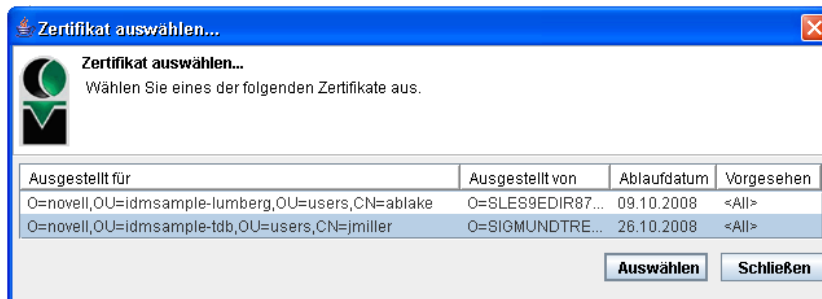 Zertifikat auswählen...
Zertifikat auswählen...
Wählen Sie eines der folgenden Zertifikate aus.
Ausgestellt für Ausgestellt von Ablaufdatum Vorgesehen
O=novell,OU=idmsample-lumberg,OU=users,CN=ablake O=SLES9EDIR87... 09.10.2008 <All>
O=novell,OU=idmsample-tdb,OU=users,CN=jmiller O=SIGMUNDTRE... 26.10.2008 <All>
Auswählen Schließen